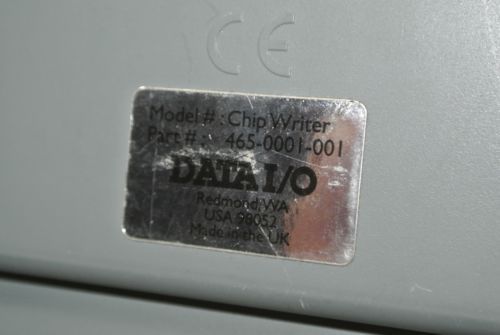 CE
Model # : Chip Writer
Part # : 465-0001-001
DATA I/O
Redmond, WA
USA 98052
Made in the UK